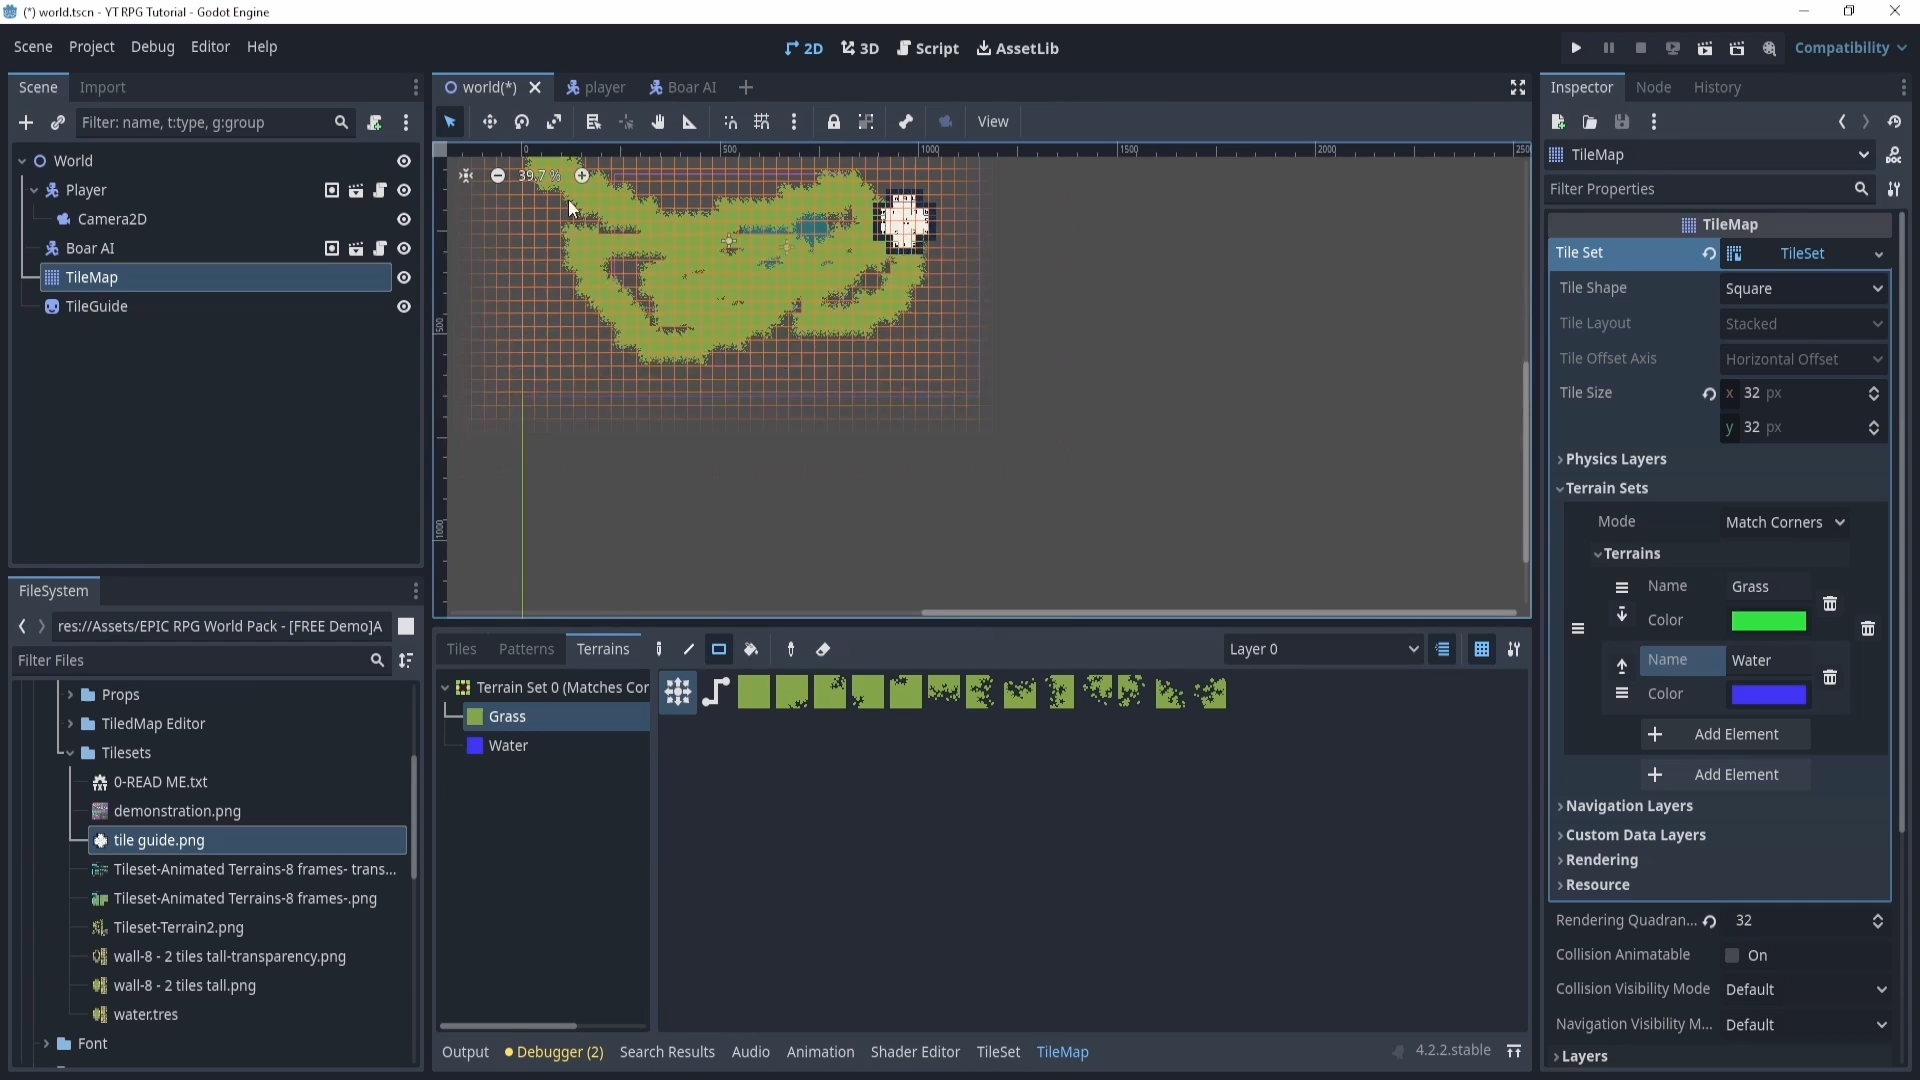 (*) world.tscn - YT RPG Tutorial - Godot Engine
Scene Project Debug Editor Help
2D 3D Script AssetLib
Compatibility
Scene Import
Filter: name, t:type, g:group
World
Player
Camera2D
Boar AI
TileMap
TileGuide
FileSystem
res://Assets/EPIC RPG World Pack - [FREE Demo]A
Filter Files
Props
TiledMap Editor
Tilesets
0-READ ME.txt
demonstration.png
tile guide.png
Tileset-Animated Terrains-8 frames- trans...
Tileset-Animated Terrains-8 frames-.png
Tileset-Terrain2.png
wall-8 - 2 tiles tall-transparency.png
wall-8 - 2 tiles tall.png
water.tres
Font
world(*) player Boar AI
View
0 500 1000 1500 2000 250
39.7 %
500
1000
Tiles Patterns Terrains
Layer 0
Terrain Set 0 (Matches Cor
Grass
Water
Output Debugger (2) Search Results Audio Animation Shader Editor TileSet TileMap
4.2.2.stable
Inspector Node History
TileMap
Filter Properties
TileMap
Tile Set TileSet
Tile Shape Square
Tile Layout Stacked
Tile Offset Axis Horizontal Offset
Tile Size x 32 px
y 32 px
Physics Layers
Terrain Sets
Mode Match Corners
Terrains
Name Grass
Color
Name Water
Color
Add Element
Add Element
Navigation Layers
Custom Data Layers
Rendering
Resource
Rendering Quadran... 32
Collision Animatable On
Collision Visibility Mode Default
Navigation Visibility M... Default
Layers